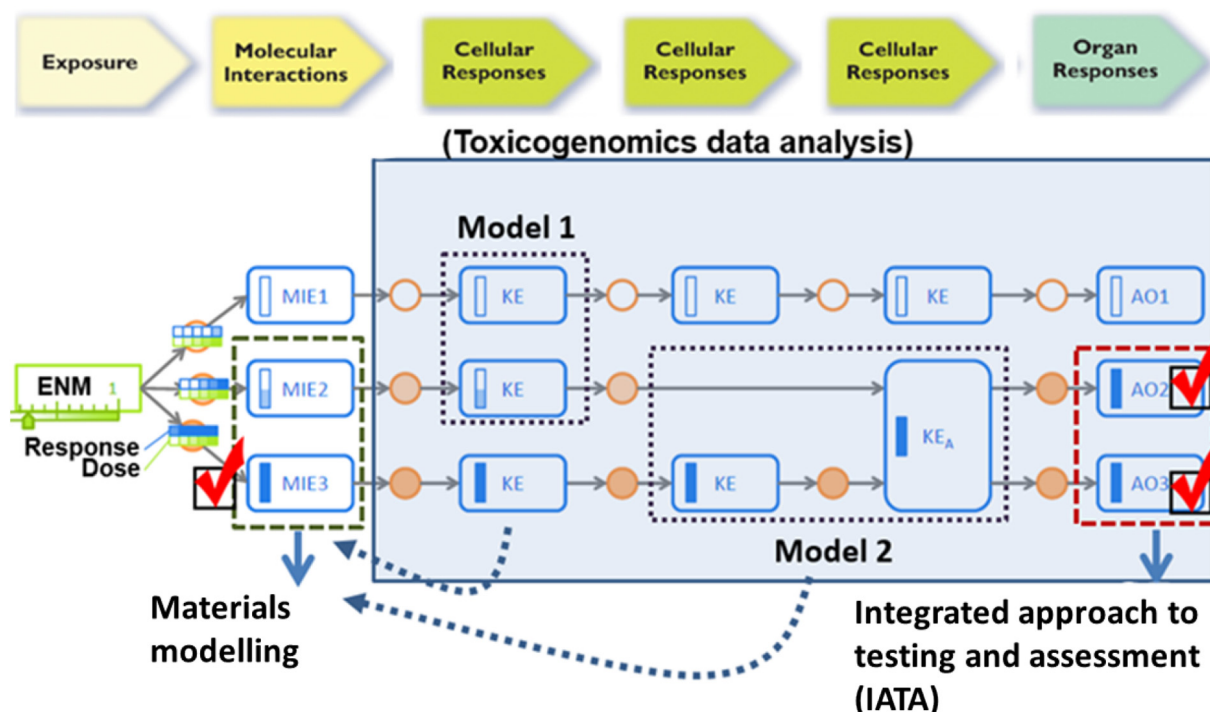 Exposure
Molecular
Interactions
Cellular
Responses
Cellular
Responses
Cellular
Responses
Organ
Responses
(Toxicogenomics data analysis)
Model 1
MIE1
KE
KE
KE
AO1
ENM 1
MIE2
KE
AO2
Response
Dose
KEA
MIE3
KE
KE
AO3
Model 2
Materials
modelling
Integrated approach to
testing and assessment
(IATA)